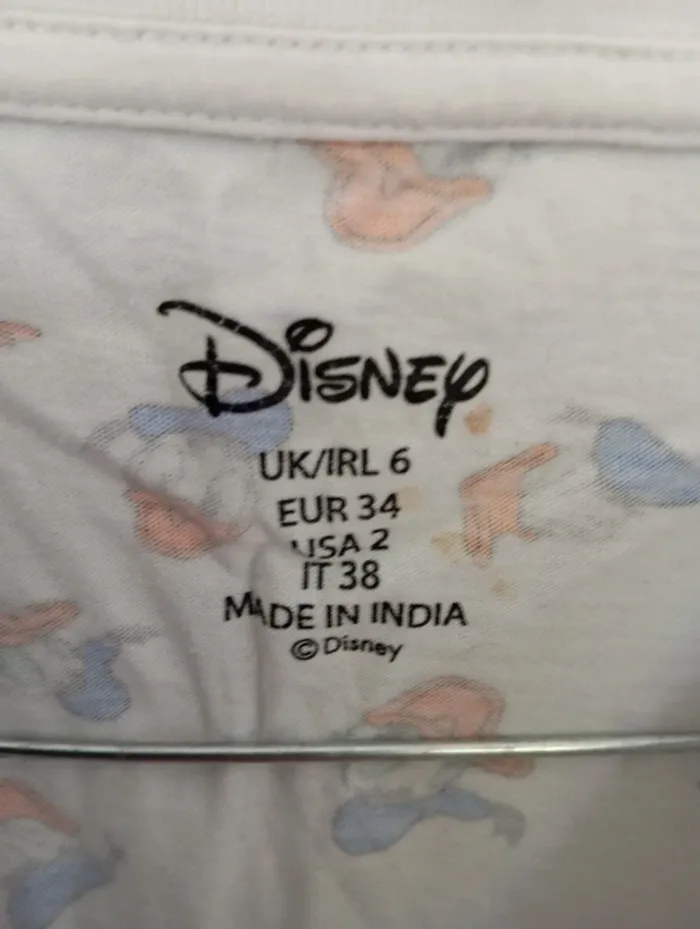 Disney
UK/IRL 6
EUR 34
USA 2
IT 38
MADE IN INDIA
© Disney